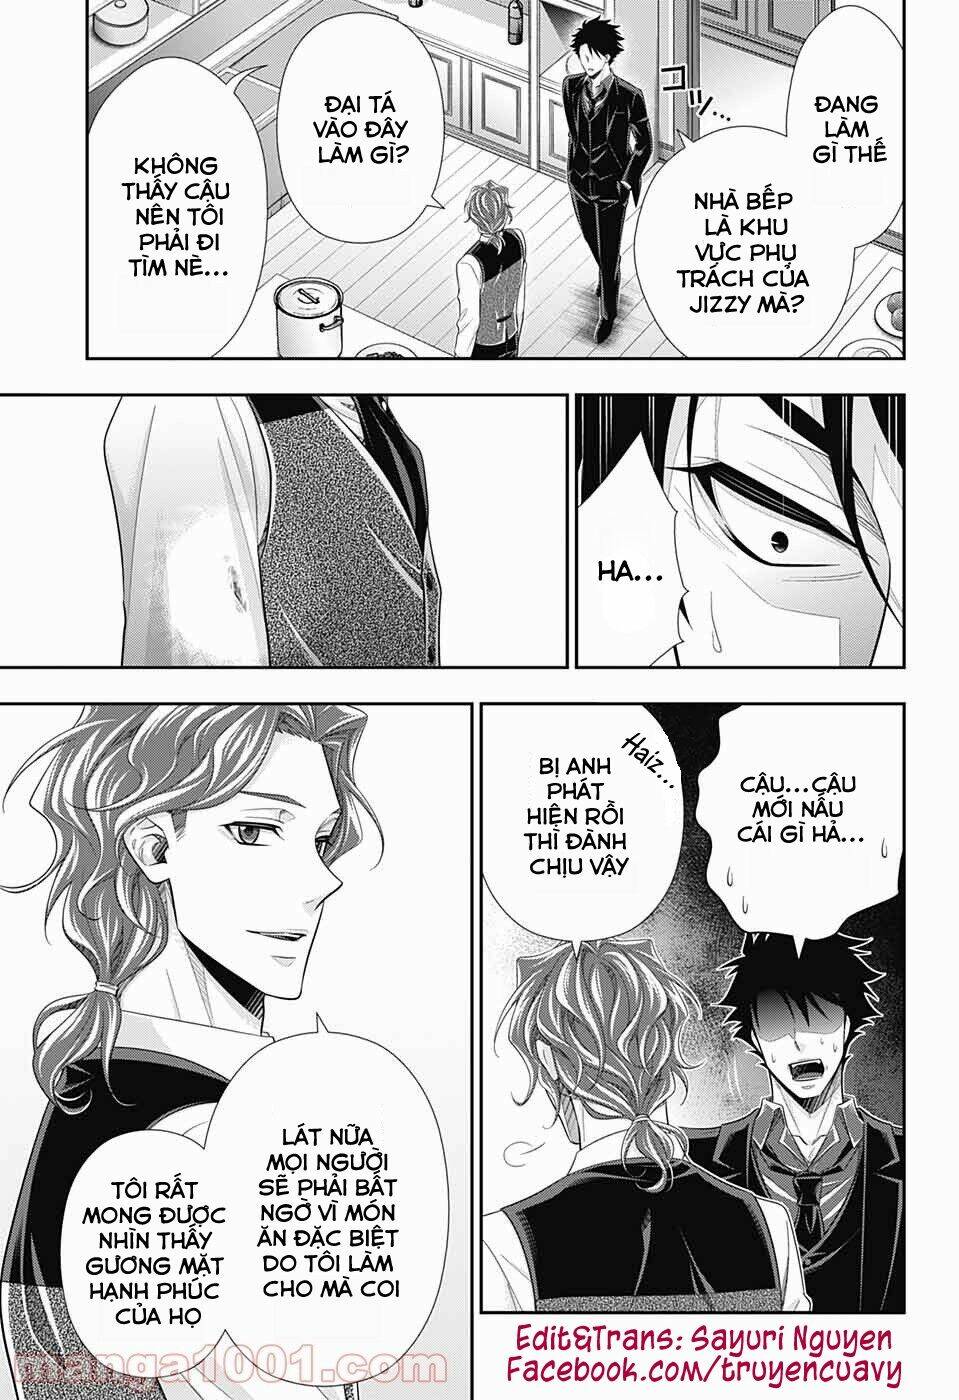 ĐANG
LÀM
GÌ THẾ
NHÀ BẾP
LÀ KHU
VỰC PHỤ
TRÁCH CỦA
JIZZY MÀ?
コツ...
ĐẠI TÁ
VÀO ĐÂY
LÀM GÌ?
KHÔNG
THẤY CẬU
NÊN TÔI
PHẢI ĐI
TÌM NÈ...
HA...
CẬU...CẬU
MỚI NẤU
CÁI GÌ HẢ...
Haiz...
BỊ ANH
PHÁT
HIỆN RỒI
THÌ ĐÀNH
CHỊU VẬY
LÁT NỮA
MỌI NGƯỜI
SẼ PHẢI BẤT
NGỜ VÌ MÓN
ĂN ĐẶC BIỆT
DO TÔI LÀM
CHO MÀ COI
TÔI RẤT
MONG ĐƯỢC
NHÌN THẤY
GƯƠNG MẶT
HẠNH PHÚC
CỦA HỌ
Edit&Trans: Sayuri Nguyen
Facebook.com/truyencuavy
manga1001.com